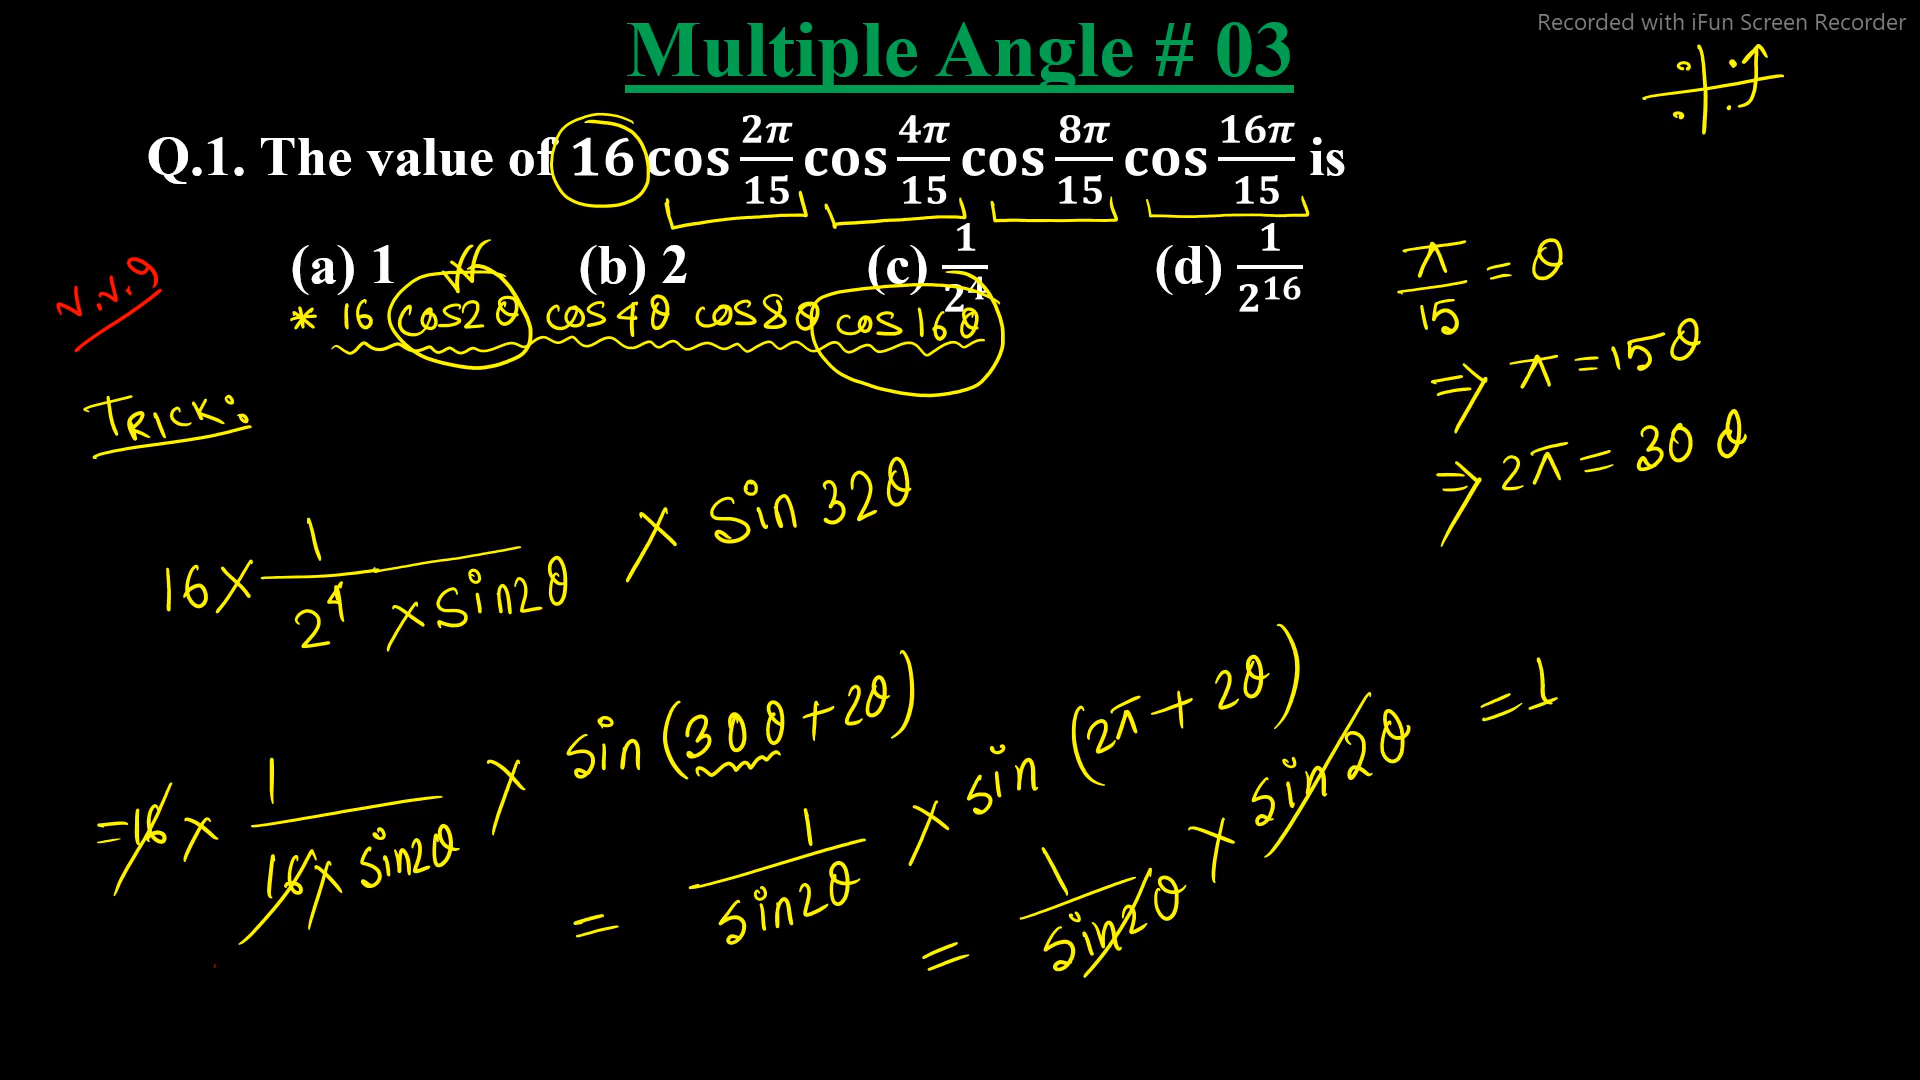 Recorded with iFun Screen Recorder
Multiple Angle # 03
Q.1. The value of 16 cos 2π/15 cos 4π/15 cos 8π/15 cos 16π/15 is
(a) 1 (b) 2 (c) 1/2⁴ (d) 1/2¹⁶
* 16 cos2θ cos4θ cos8θ cos16θ
π/15 = θ
⇒ π = 15θ
⇒ 2π = 30θ
TRICK:
16 × 1/(2⁴ × sin2θ) × sin32θ
= 16 × 1/(16 × sin2θ) × sin(30θ+2θ)
= 1/sin2θ × sin(2π+2θ)
= 1/sin2θ × sin2θ = 1